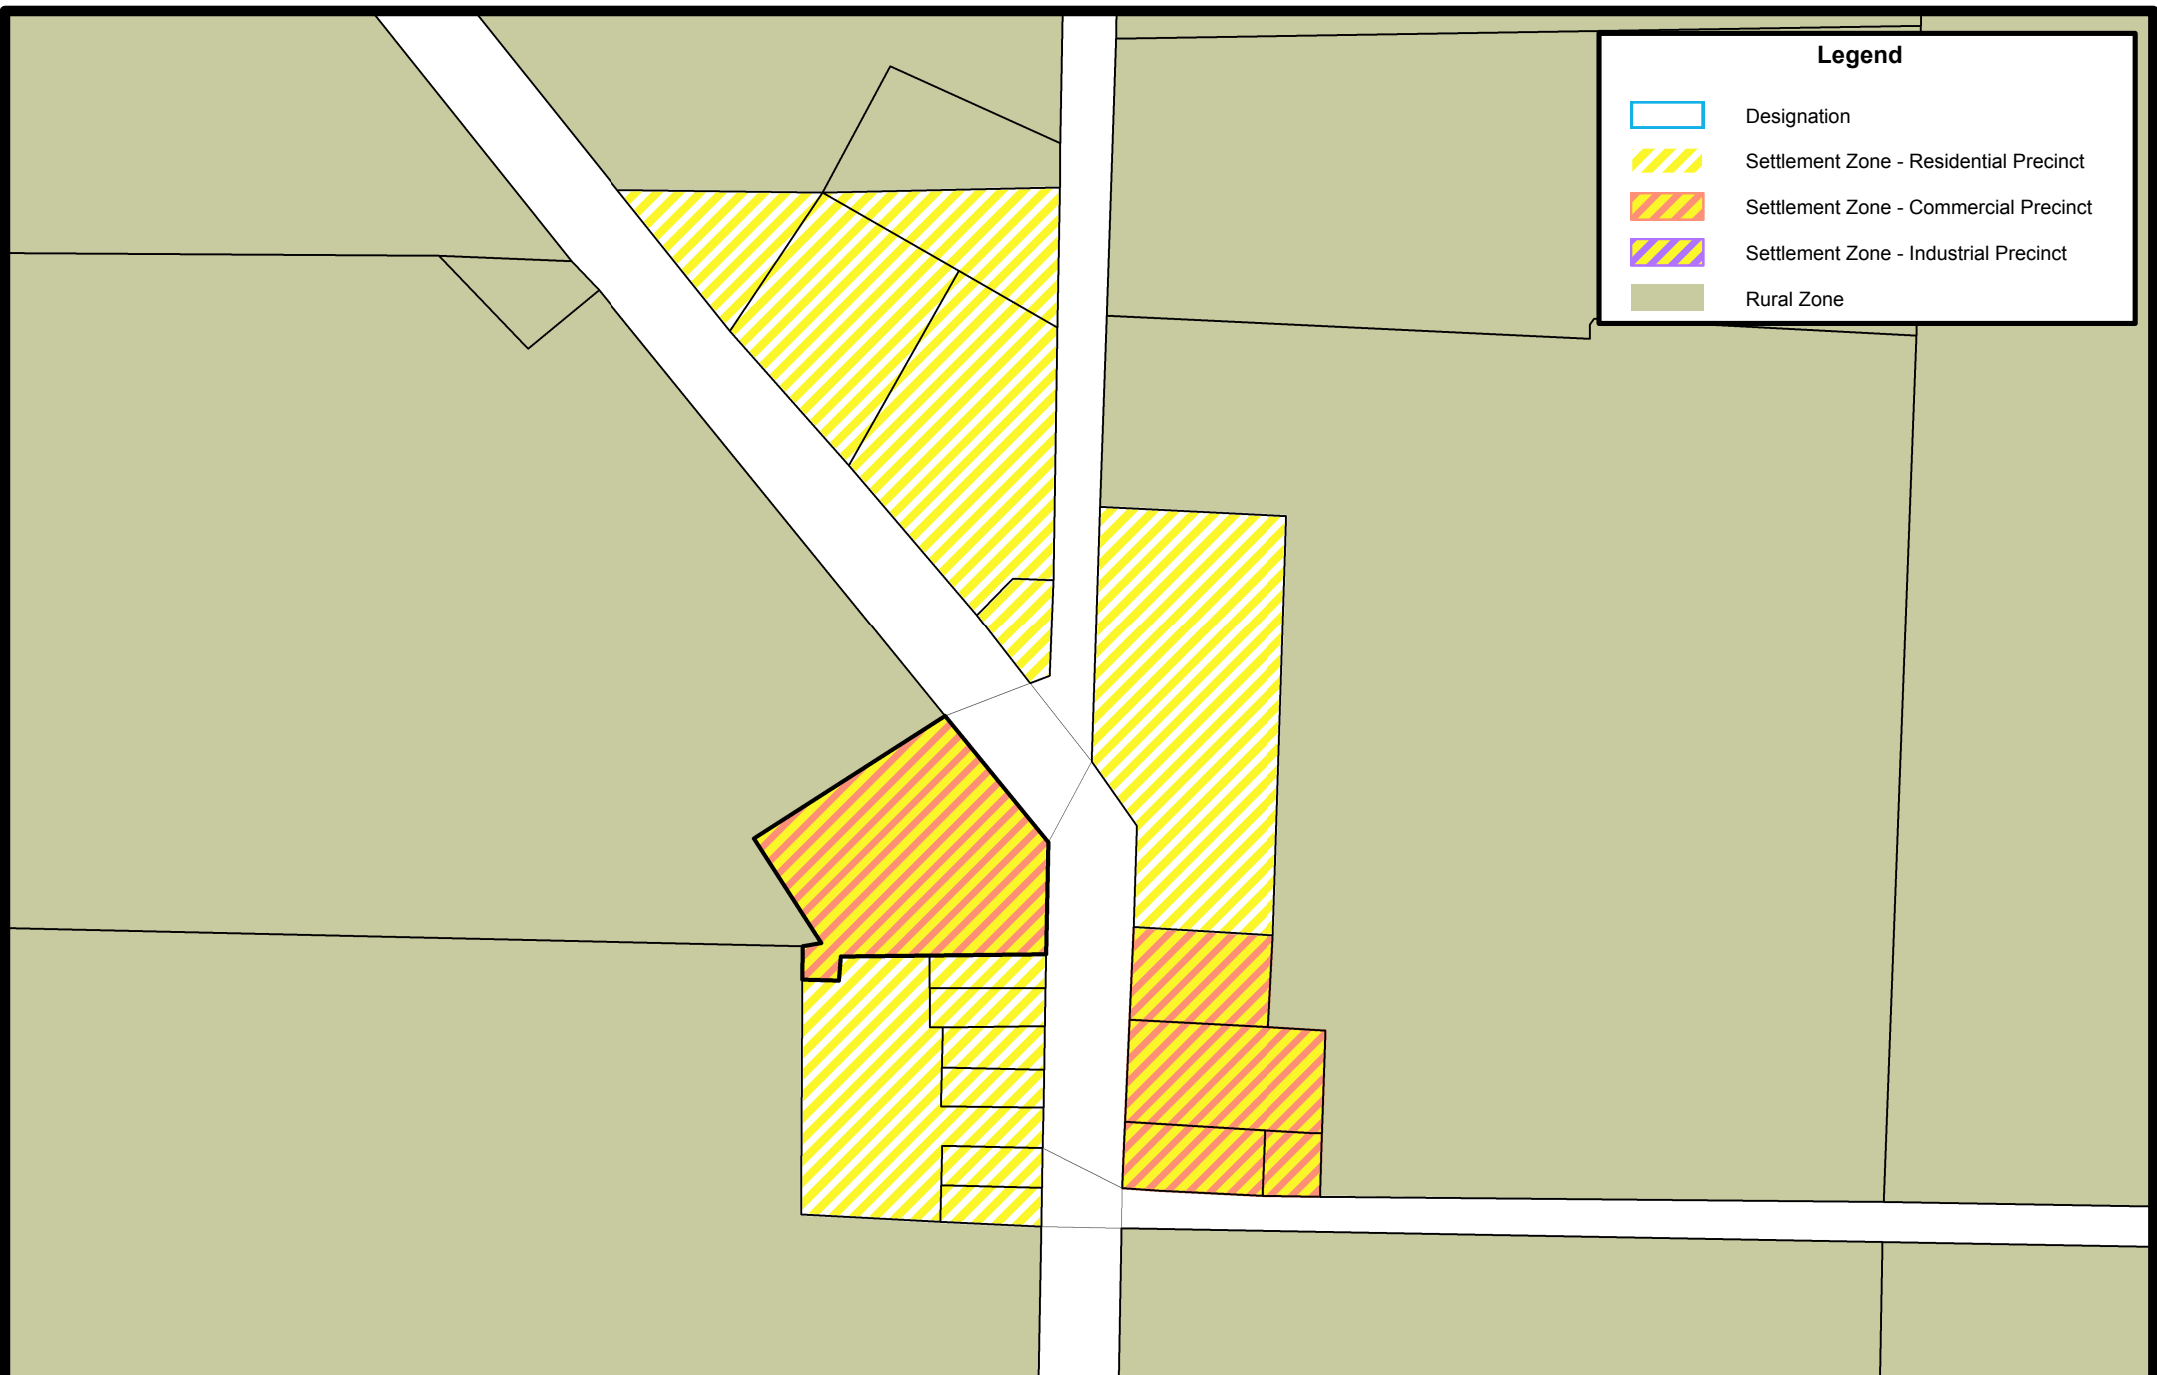 Legend
Designation
Settlement Zone - Residential Precinct
Settlement Zone - Commercial Precinct
Settlement Zone - Industrial Precinct
Rural Zone